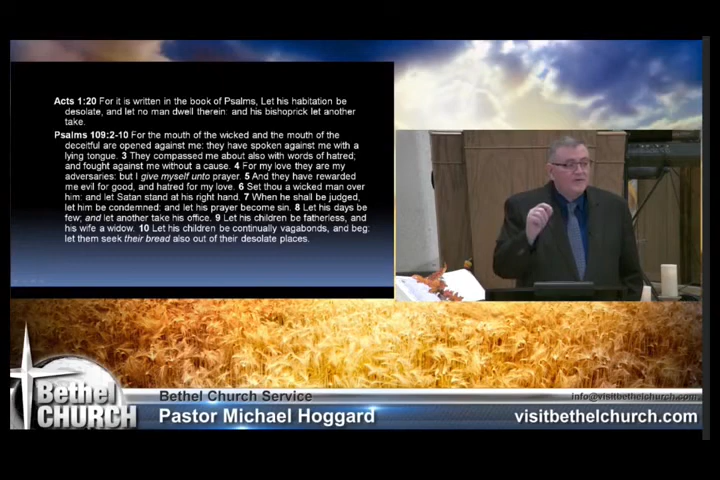 Acts 1:20 For it is written in the book of Psalms, Let his habitation be
desolate, and let no man dwell therein: and his bishoprick let another
take.
Psalms 109:2-10 For the mouth of the wicked and the mouth of the
deceitful are opened against me: they have spoken against me with a
lying tongue. 3 They compassed me about also with words of hatred;
and fought against me without a cause. 4 For my love they are my
adversaries: but I give myself unto prayer. 5 And they have rewarded
me evil for good, and hatred for my love. 6 Set thou a wicked man over
him: and let Satan stand at his right hand. 7 When he shall be judged,
let him be condemned: and let his prayer become sin. 8 Let his days be
few; and let another take his office. 9 Let his children be fatherless, and
his wife a widow. 10 Let his children be continually vagabonds, and beg:
let them seek their bread also out of their desolate places.
Bethel
CHURCH
Bethel Church Service
info@visitbethelchurch.com
Pastor Michael Hoggard
visitbethelchurch.com